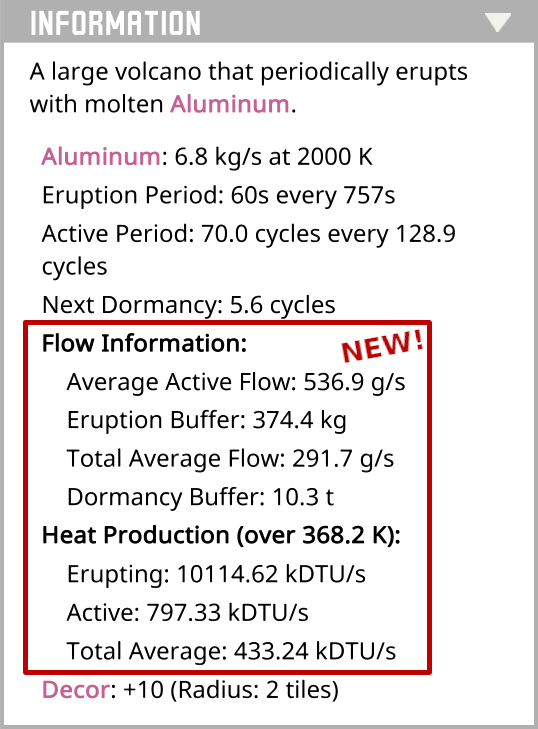 INFORMATION
A large volcano that periodically erupts
with molten Aluminum.
Aluminum: 6.8 kg/s at 2000 K
Eruption Period: 60s every 757s
Active Period: 70.0 cycles every 128.9
cycles
Next Dormancy: 5.6 cycles
Flow Information:
NEW!
Average Active Flow: 536.9 g/s
Eruption Buffer: 374.4 kg
Total Average Flow: 291.7 g/s
Dormancy Buffer: 10.3 t
Heat Production (over 368.2 K):
Erupting: 10114.62 kDTU/s
Active: 797.33 kDTU/s
Total Average: 433.24 kDTU/s
Decor: +10 (Radius: 2 tiles)